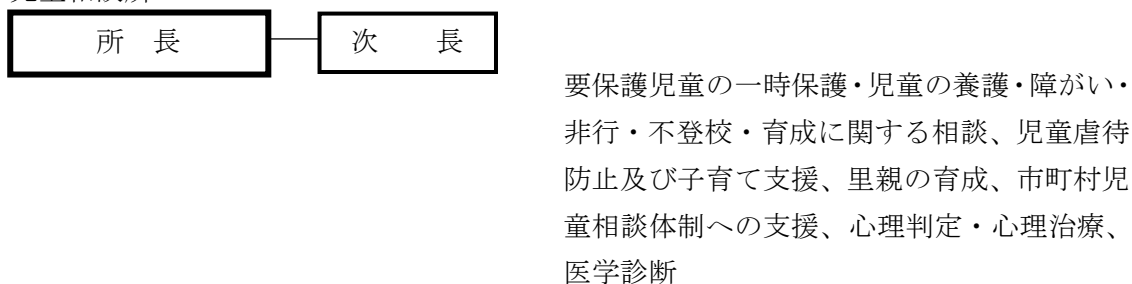 所　長
次　　長
要保護児童の一時保護・児童の養護・障がい・
非行・不登校・育成に関する相談、児童虐待
防止及び子育て支援、里親の育成、市町村児
童相談体制への支援、心理判定・心理治療、
医学診断